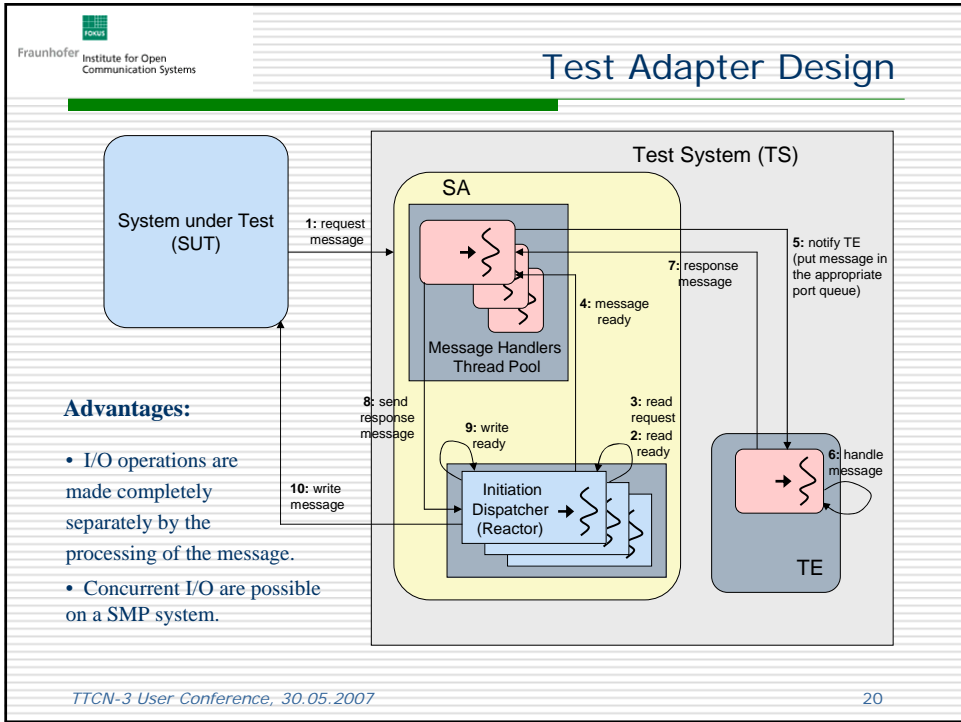 FOKUS
Fraunhofer Institute for Open
Communication Systems
Test Adapter Design
Test System (TS)
SA
System under Test
(SUT)
1: request
message
5: notify TE
(put message in
the appropriate
port queue)
7: response
message
4: message
ready
Message Handlers
Thread Pool
8: send
response
message
9: write
ready
3: read
request
2: read
ready
6: handle
message
10: write
message
Initiation
Dispatcher
(Reactor)
TE
Advantages:
• I/O operations are
made completely
separately by the
processing of the message.
• Concurrent I/O are possible
on a SMP system.
TTCN-3 User Conference, 30.05.2007
20